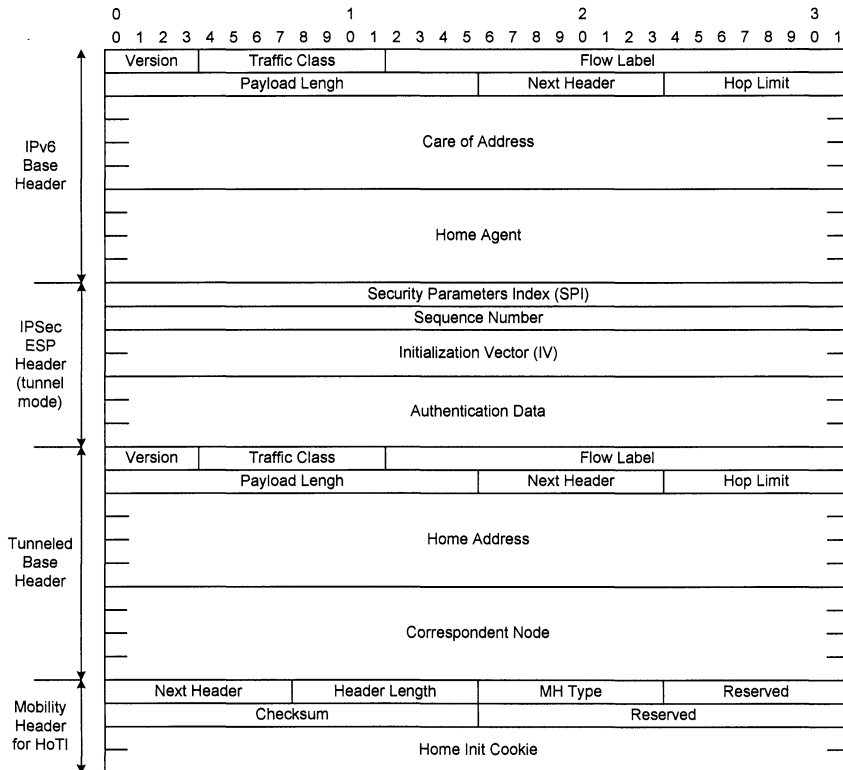 0 1 2 3
0 1 2 3 4 5 6 7 8 9 0 1 2 3 4 5 6 7 8 9 0 1 2 3 4 5 6 7 8 9 0 1
Version Traffic Class Flow Label
Payload Lengh Next Header Hop Limit
IPv6
Base
Header
Care of Address
Home Agent
IPSec
ESP
Header
(tunnel
mode)
Security Parameters Index (SPI)
Sequence Number
Initialization Vector (IV)
Authentication Data
Version Traffic Class Flow Label
Payload Lengh Next Header Hop Limit
Tunneled
Base
Header
Home Address
Correspondent Node
Mobility
Header
for HoTI
Next Header Header Length MH Type Reserved
Checksum Reserved
Home Init Cookie